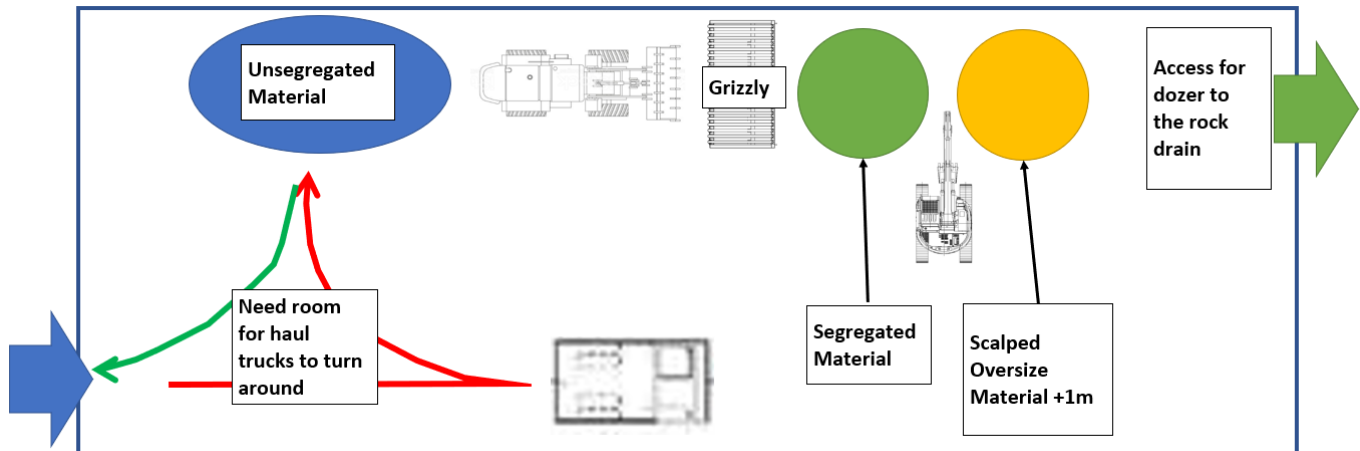 Unsegregated
Material
Grizzly
Access for
dozer to
the rock
drain
Need room
for haul
trucks to turn
around
Segregated
Material
Scalped
Oversize
Material +1m